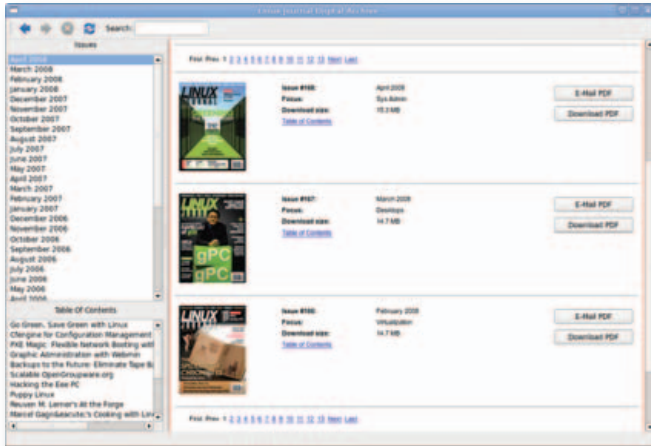 Linux Journal Digital Archive
Search:
Issues
April 2008
March 2008
February 2008
January 2008
December 2007
November 2007
October 2007
September 2007
August 2007
July 2007
June 2007
May 2007
April 2007
March 2007
February 2007
January 2007
December 2006
November 2006
October 2006
September 2006
August 2006
July 2006
June 2006
May 2006
April 2006
Table Of Contents
Go Green, Save Green with Linux
Cfengine for Configuration Management
PXE Magic: Flexible Network Booting with
Graphic Administration with Webmin
Backups to the Future: Eliminate Tape &
Scalable OpenGroupware.org
Hacking the Eee PC
Puppy Linux
Reuven M. Lerner's At the Forge
Marcel Gagn&eacute;'s Cooking with Lin
First Prev 1 2 3 4 5 6 7 8 9 10 11 12 13 Next Last
LINUX JOURNAL
Issue #168: April 2008
Focus: Sys Admin
Download size: 15.3 MB
Table of Contents
E-Mail PDF
Download PDF
LINUX
gPC
gPC
Issue #167: March 2008
Focus: Desktops
Download size: 14.7 MB
Table of Contents
E-Mail PDF
Download PDF
LINUX
Issue #166: February 2008
Focus: Virtualization
Download size: 14.7 MB
Table of Contents
E-Mail PDF
Download PDF
First Prev 1 2 3 4 5 6 7 8 9 10 11 12 13 Next Last